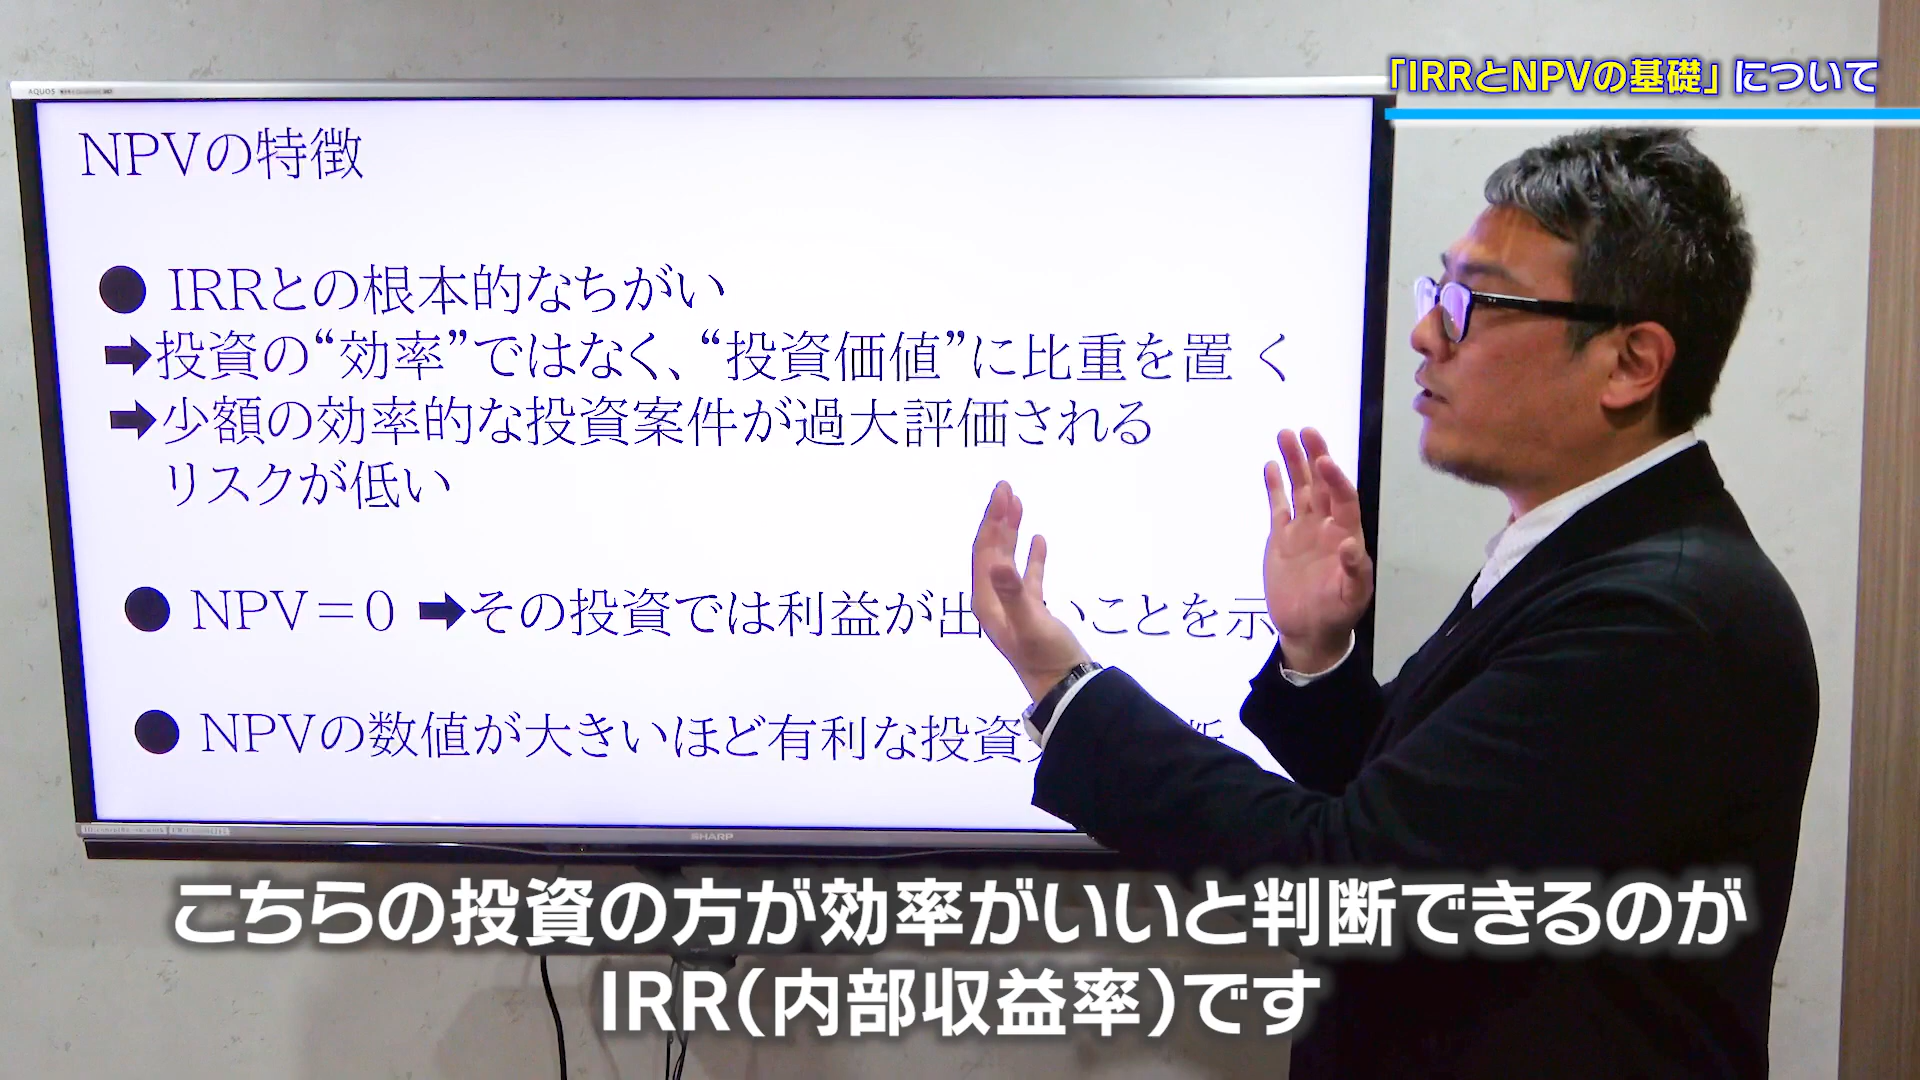 「IRRとNPVの基礎」について
AQUOS
NPVの特徴
● IRRとの根本的なちがい
➡投資の“効率”ではなく、“投資価値”に比重を置く
➡少額の効率的な投資案件が過大評価される
リスクが低い
● NPV=0 ➡その投資では利益が出 いことを示
● NPVの数値が大きいほど有利な投資
SHARP
こちらの投資の方が効率がいいと判断できるのが
IRR(内部収益率)です